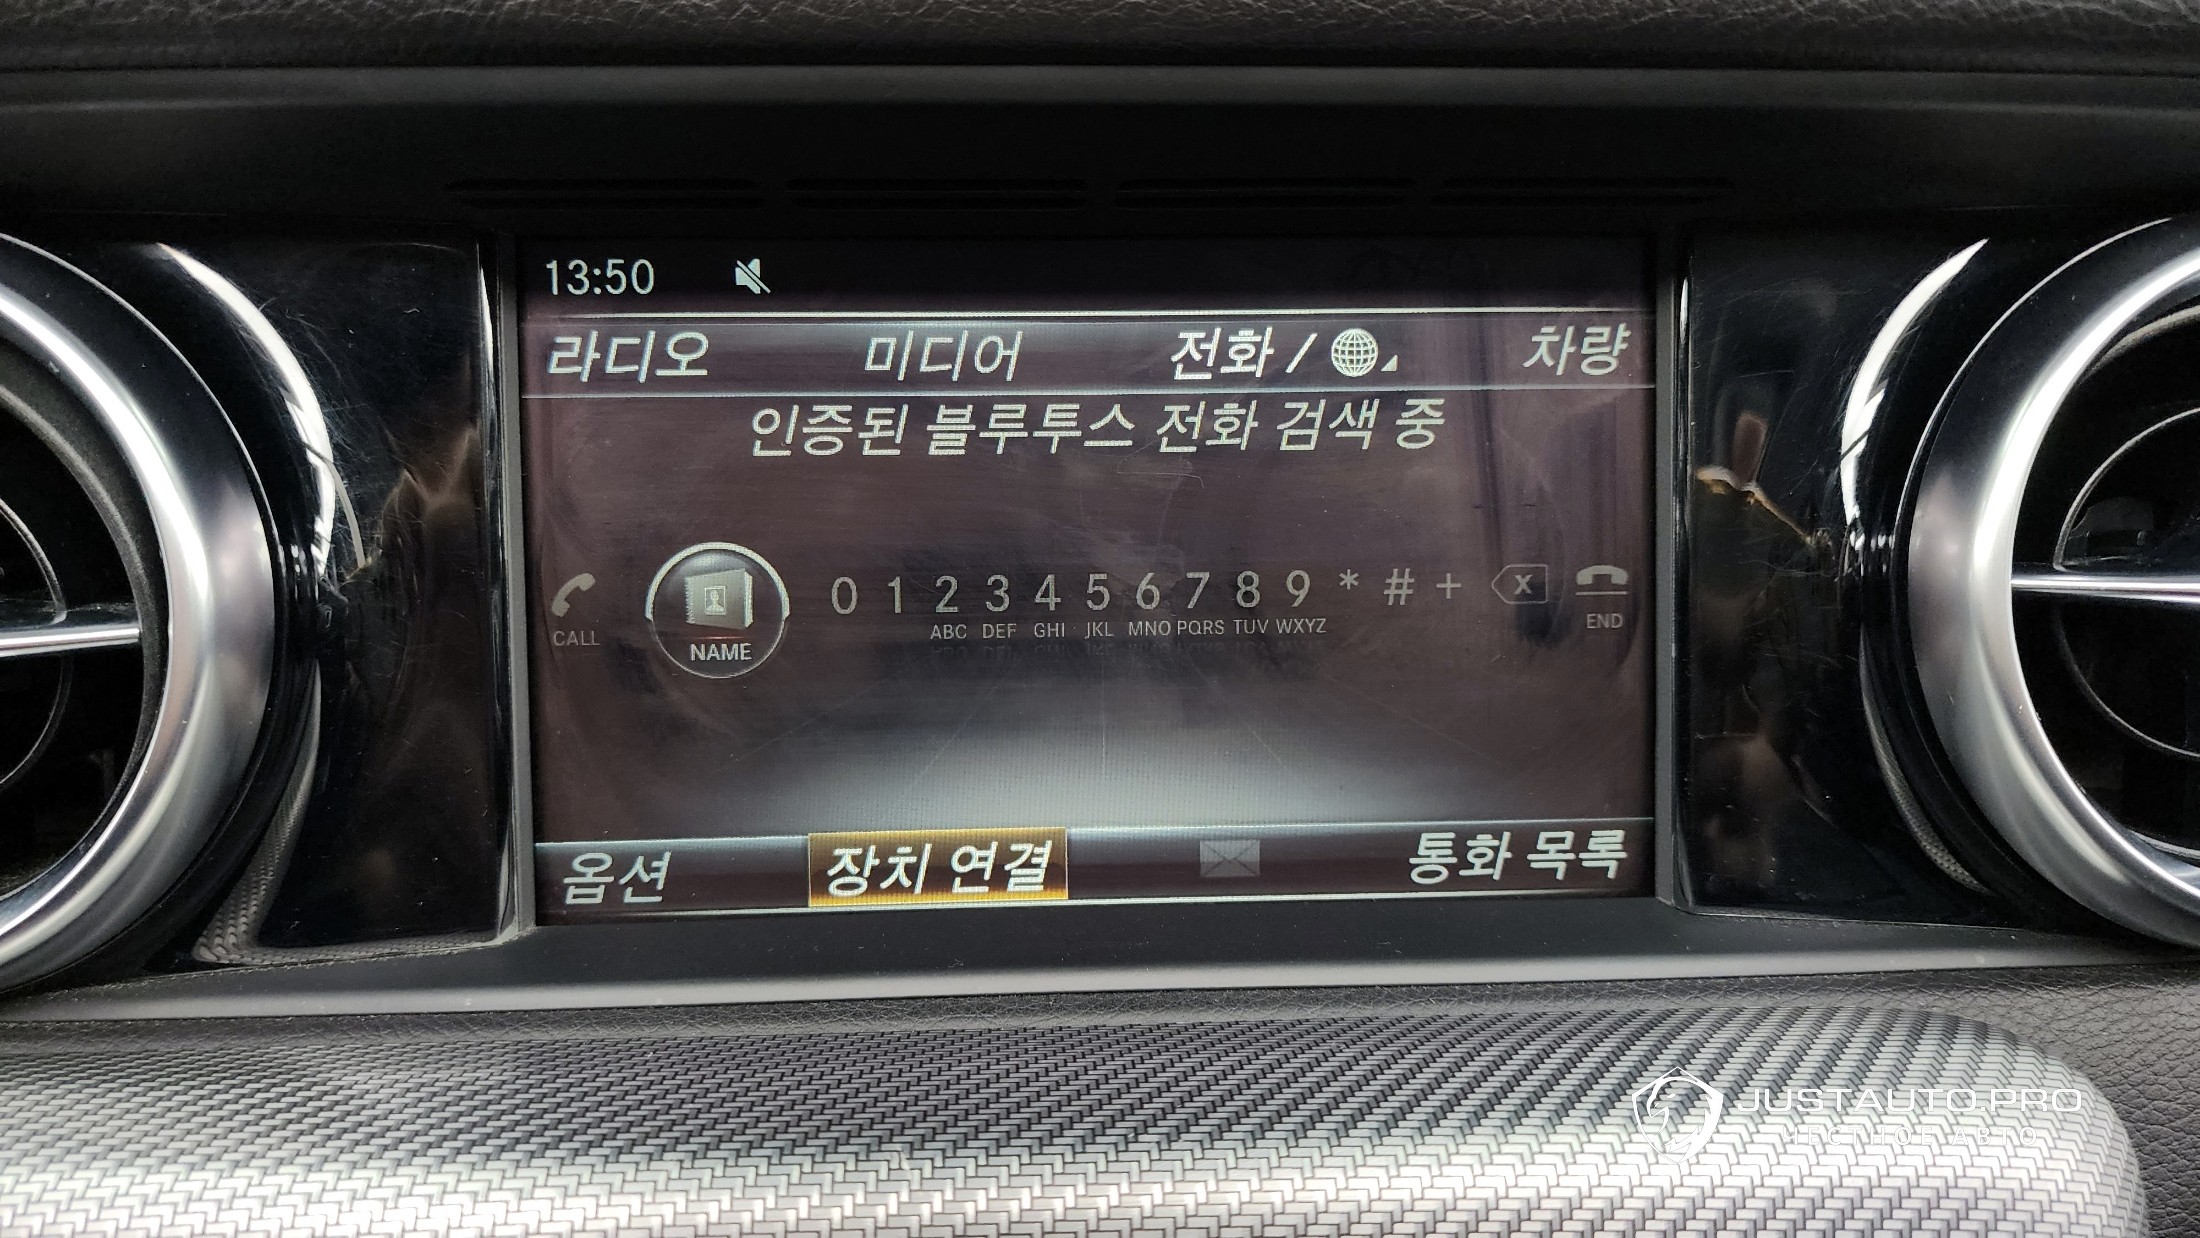 13:50
라디오 미디어 전화 / 차량
인증된 블루투스 전화 검색 중
0 1 2 3 4 5 6 7 8 9 * # + x
ABC DEF GHI JKL MNO PQRS TUV WXYZ
CALL NAME END
옵션 장치 연결 통화 목록
JUSTAUTO.PRO
ЧЕСТНОЕ АВТО